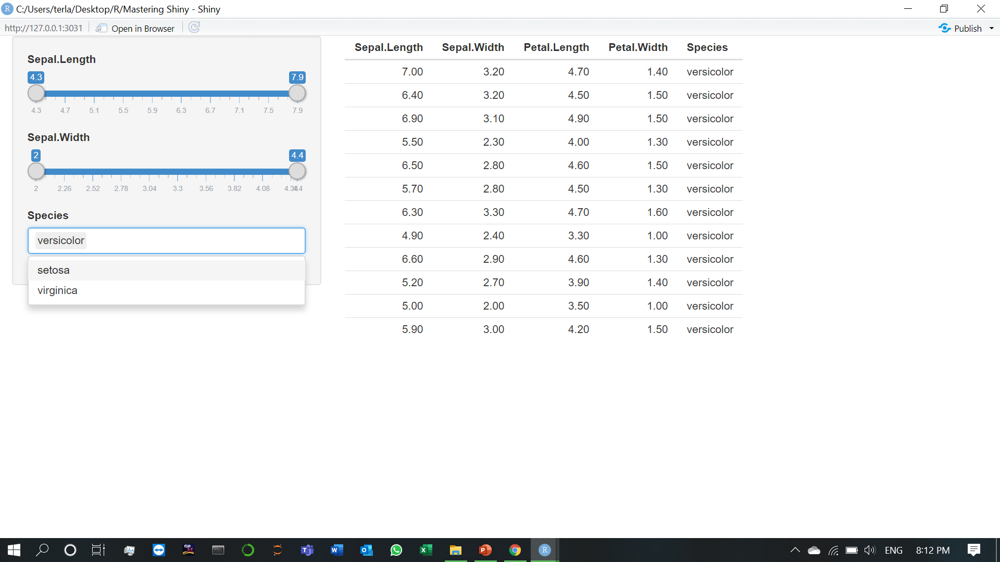 C:/Users/terla/Desktop/R/Mastering Shiny - Shiny
http://127.0.0.1:3031 Open in Browser Publish
Sepal.Length
4.3 7.9
4.3 4.7 5.1 5.5 5.9 6.3 6.7 7.1 7.5 7.9
Sepal.Width
2 4.4
2 2.26 2.52 2.78 3.04 3.3 3.56 3.82 4.08 4.34 4.4
Species
versicolor
setosa
virginica
Sepal.Length Sepal.Width Petal.Length Petal.Width Species
7.00 3.20 4.70 1.40 versicolor
6.40 3.20 4.50 1.50 versicolor
6.90 3.10 4.90 1.50 versicolor
5.50 2.30 4.00 1.30 versicolor
6.50 2.80 4.60 1.50 versicolor
5.70 2.80 4.50 1.30 versicolor
6.30 3.30 4.70 1.60 versicolor
4.90 2.40 3.30 1.00 versicolor
6.60 2.90 4.60 1.30 versicolor
5.20 2.70 3.90 1.40 versicolor
5.00 2.00 3.50 1.00 versicolor
5.90 3.00 4.20 1.50 versicolor
ENG 8:12 PM